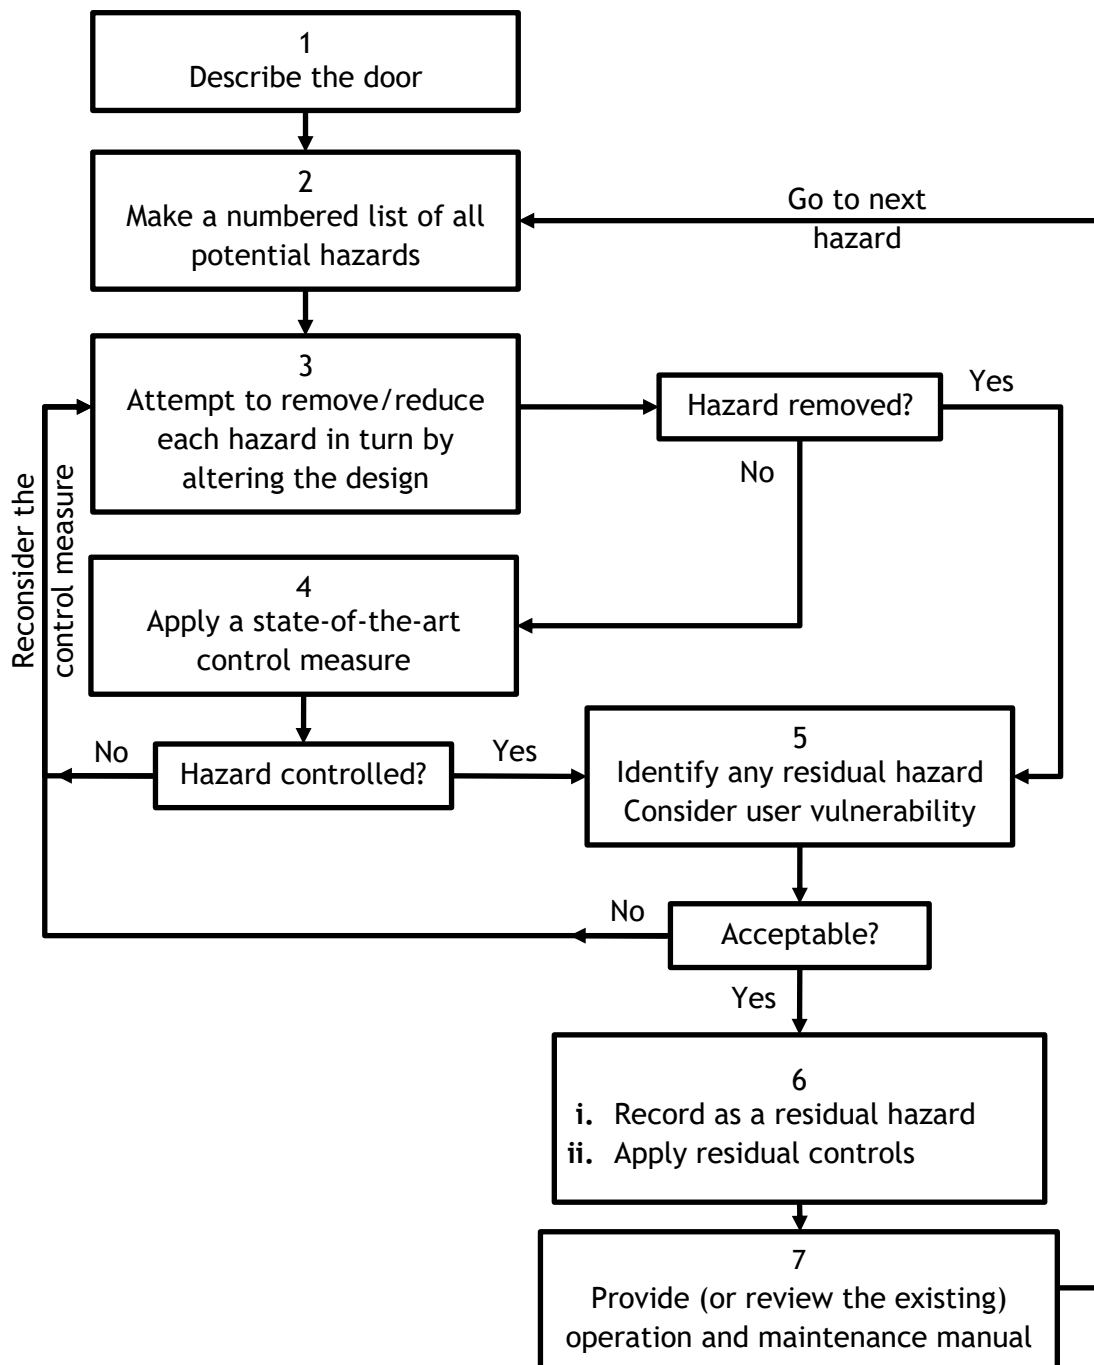 1
Describe the door
2
Make a numbered list of all
potential hazards
Go to next
hazard
3
Attempt to remove/reduce
each hazard in turn by
altering the design
Hazard removed?
Yes
No
Reconsider the
control measure
4
Apply a state-of-the-art
control measure
No
Hazard controlled?
Yes
5
Identify any residual hazard
Consider user vulnerability
No
Acceptable?
Yes
6
i. Record as a residual hazard
ii. Apply residual controls
7
Provide (or review the existing)
operation and maintenance manual